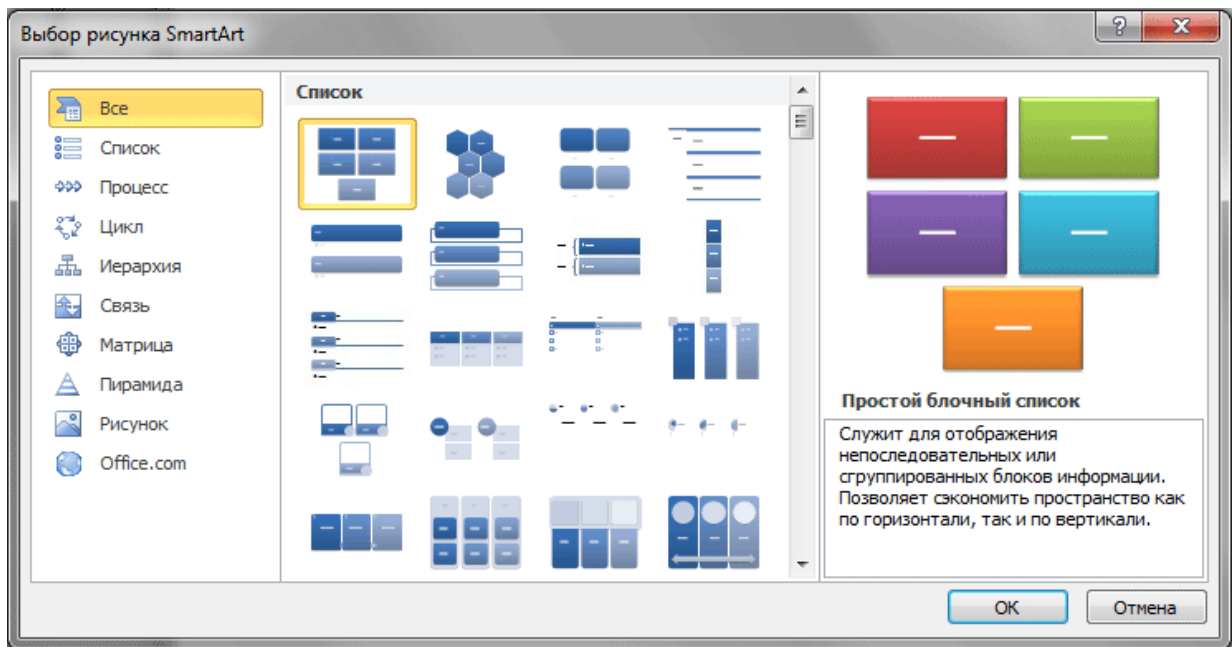 Выбор рисунка SmartArt
Все
Список
Процесс
Цикл
Иерархия
Связь
Матрица
Пирамида
Рисунок
Office.com
Список
Простой блочный список
Служит для отображения
непоследовательных или
сгруппированных блоков информации.
Позволяет сэкономить пространство как
по горизонтали, так и по вертикали.
ОК
Отмена